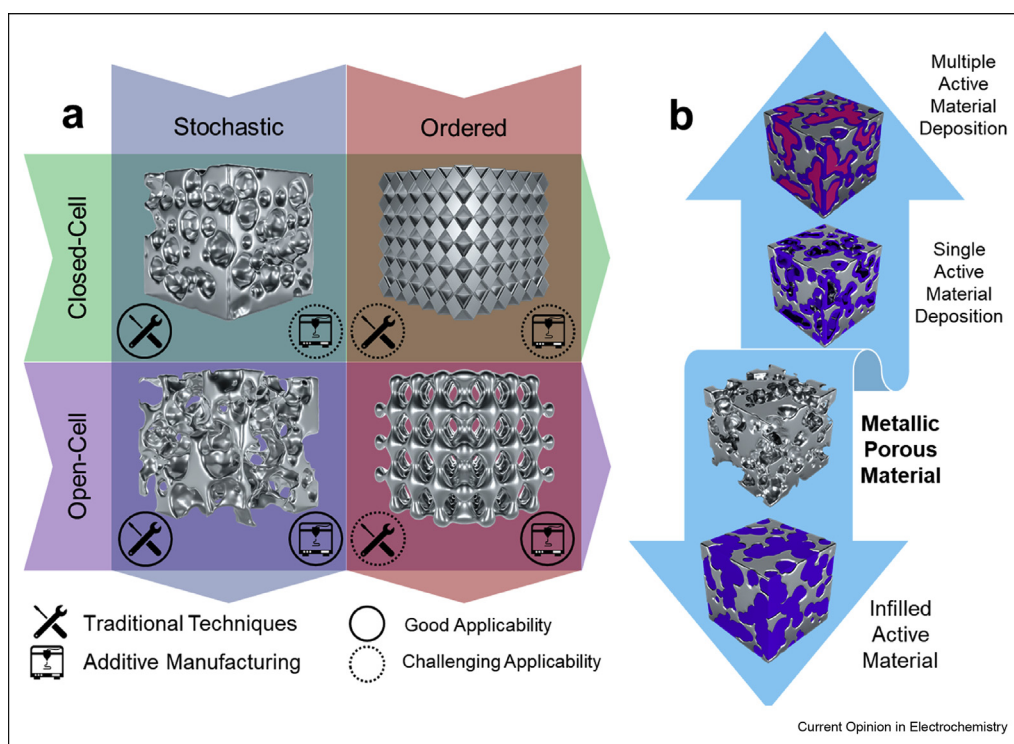 a
Stochastic
Ordered
Closed-Cell
Open-Cell
Traditional Techniques
Additive Manufacturing
Good Applicability
Challenging Applicability
b
Multiple
Active
Material
Deposition
Single
Active
Material
Deposition
Metallic
Porous
Material
Infilled
Active
Material
Current Opinion in Electrochemistry